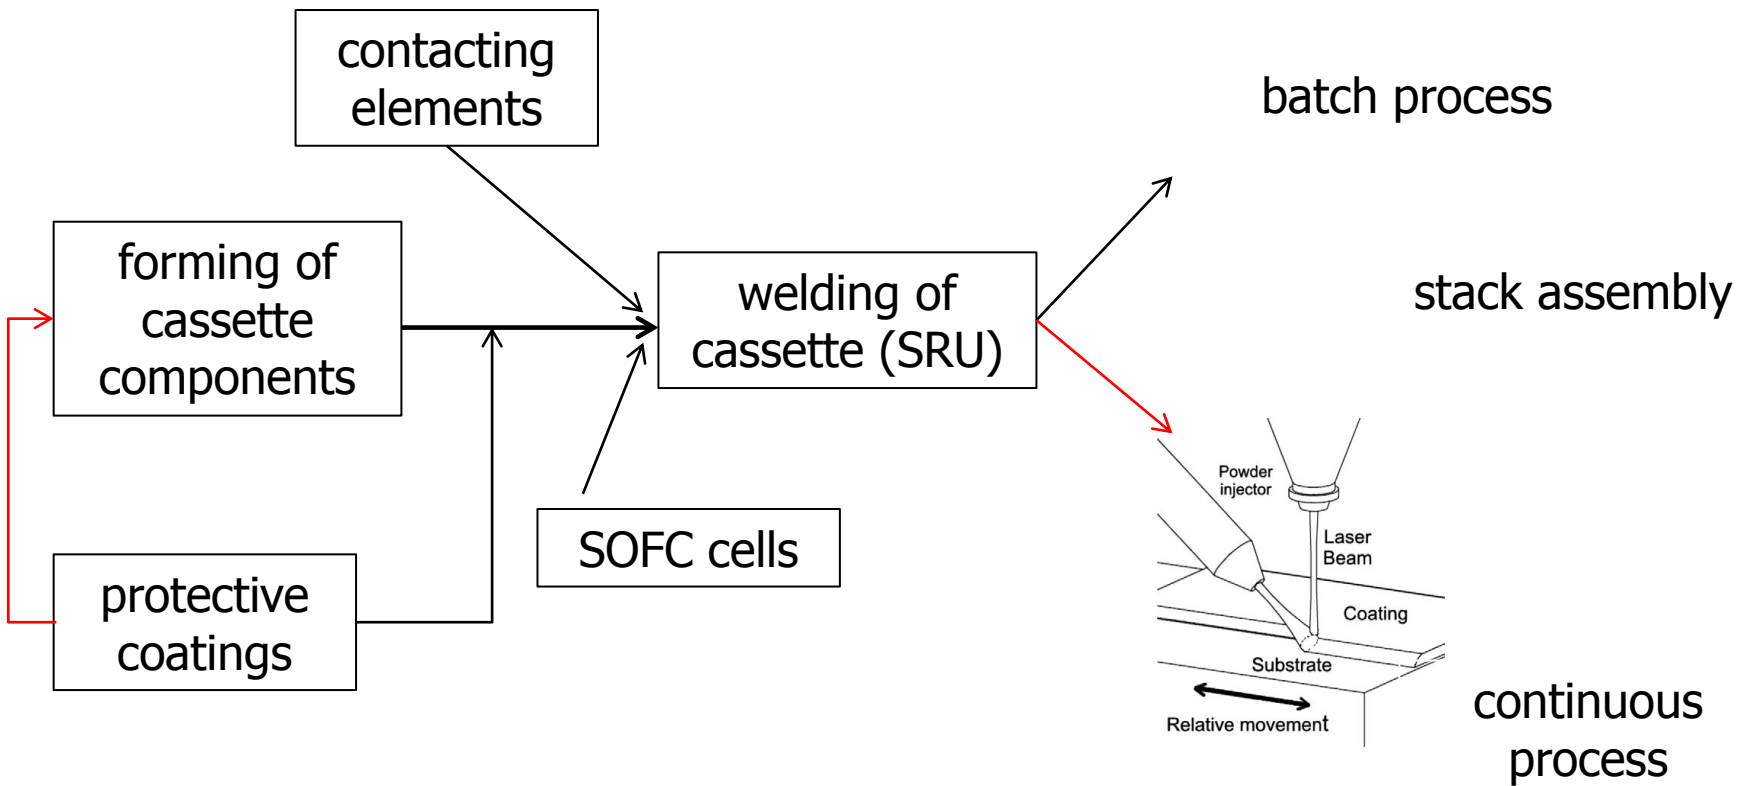 contacting
elements
batch process
forming of
cassette
components
welding of
cassette (SRU)
stack assembly
SOFC cells
protective
coatings
Powder
injector
Laser
Beam
Coating
Substrate
Relative movement
continuous
process